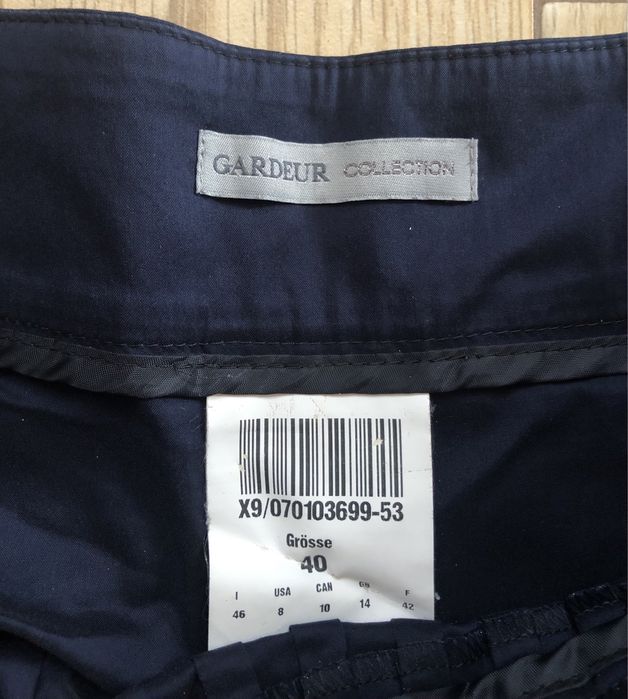 GARDEUR COLLECTION
X9/070103699-53
Grösse
40
I USA CAN GB F
46 8 10 14 42